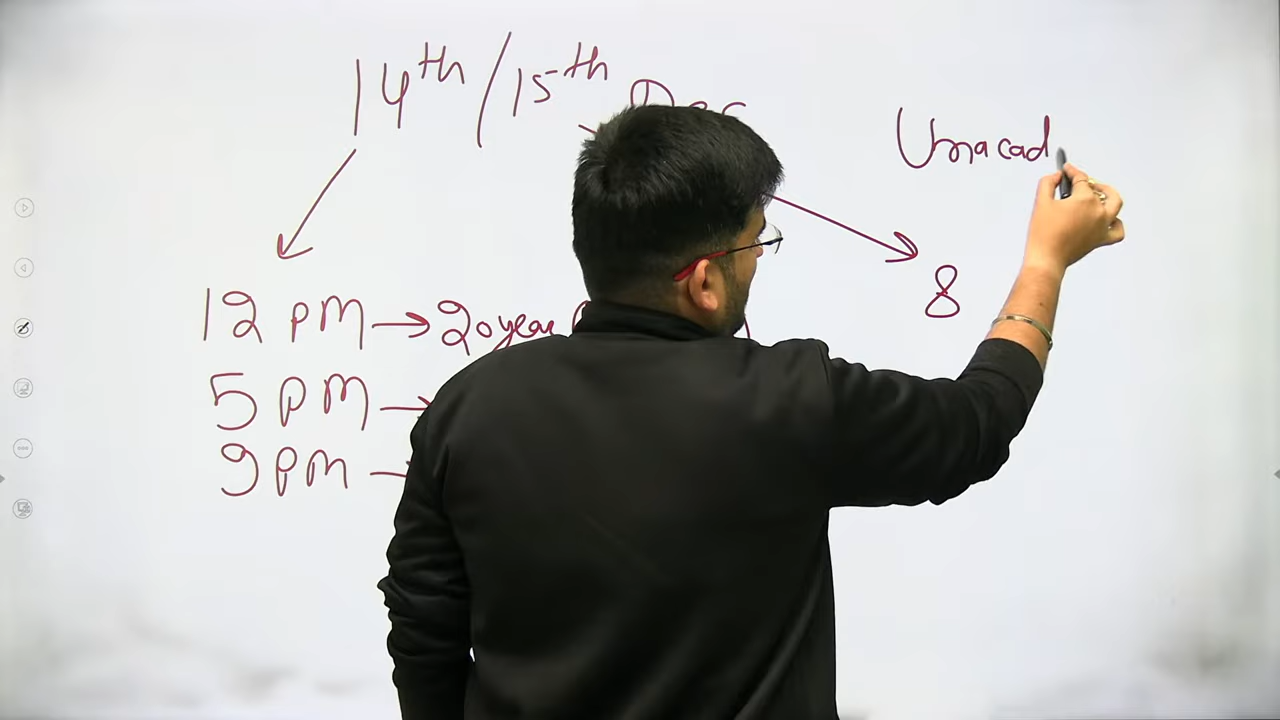 14th/15th Dec
Unacad
8
12 PM → 20 year
5 PM →
9 PM →